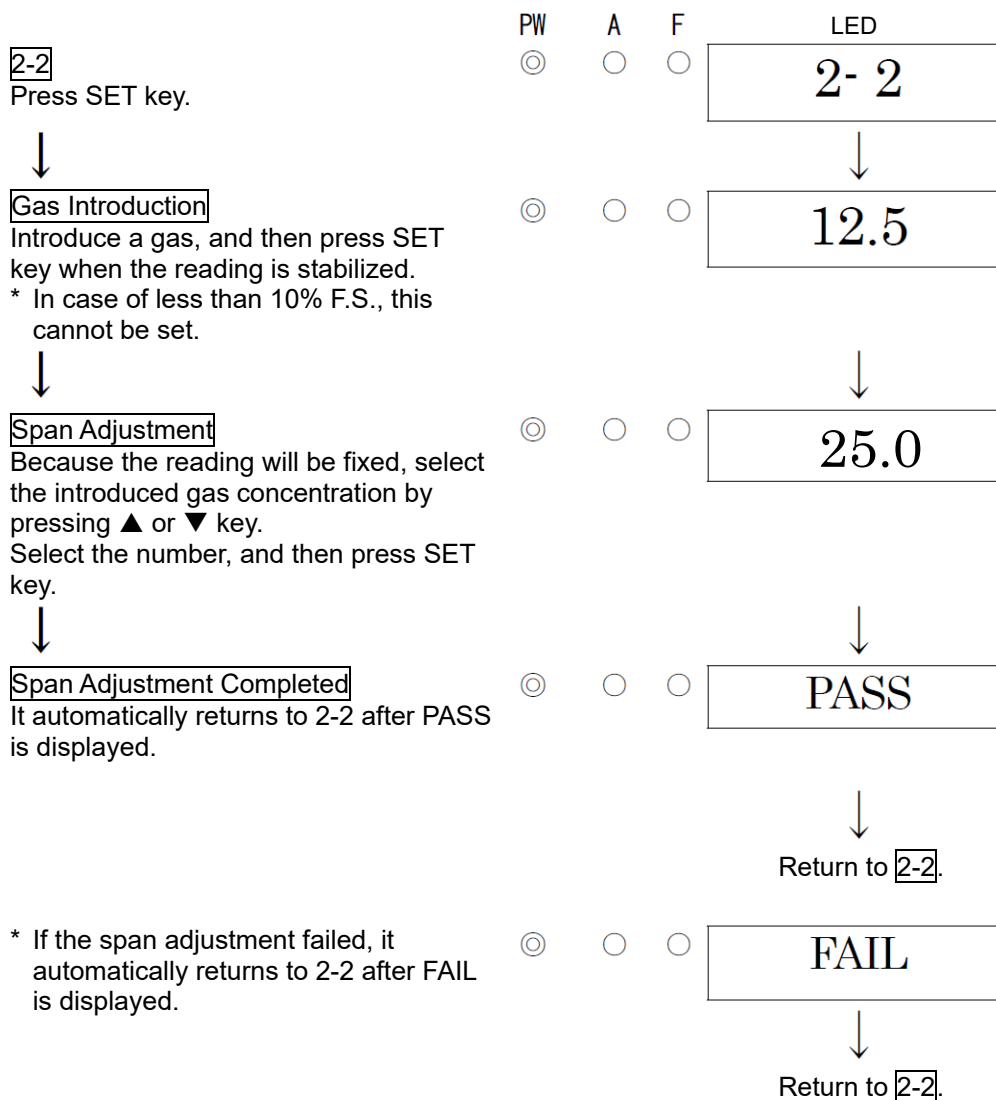 PW A F LED
2-2
Press SET key.
2- 2
Gas Introduction
Introduce a gas, and then press SET
key when the reading is stabilized.
* In case of less than 10% F.S., this
cannot be set.
12.5
Span Adjustment
Because the reading will be fixed, select
the introduced gas concentration by
pressing ▲ or ▼ key.
Select the number, and then press SET
key.
25.0
Span Adjustment Completed
It automatically returns to 2-2 after PASS
is displayed.
PASS
Return to 2-2.
* If the span adjustment failed, it
automatically returns to 2-2 after FAIL
is displayed.
FAIL
Return to 2-2.